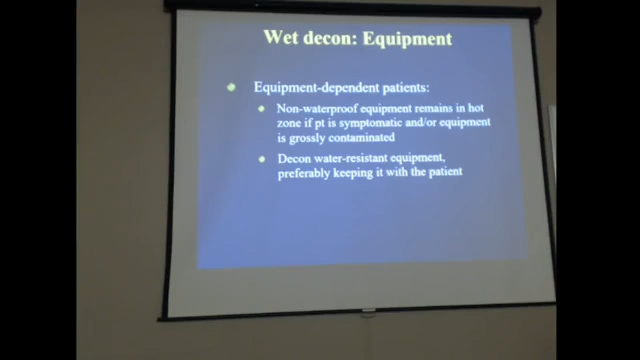 Wet decon: Equipment
Equipment-dependent patients:
Non-waterproof equipment remains in hot
zone if pt is symptomatic and/or equipment
is grossly contaminated
Decon water-resistant equipment,
preferably keeping it with the patient